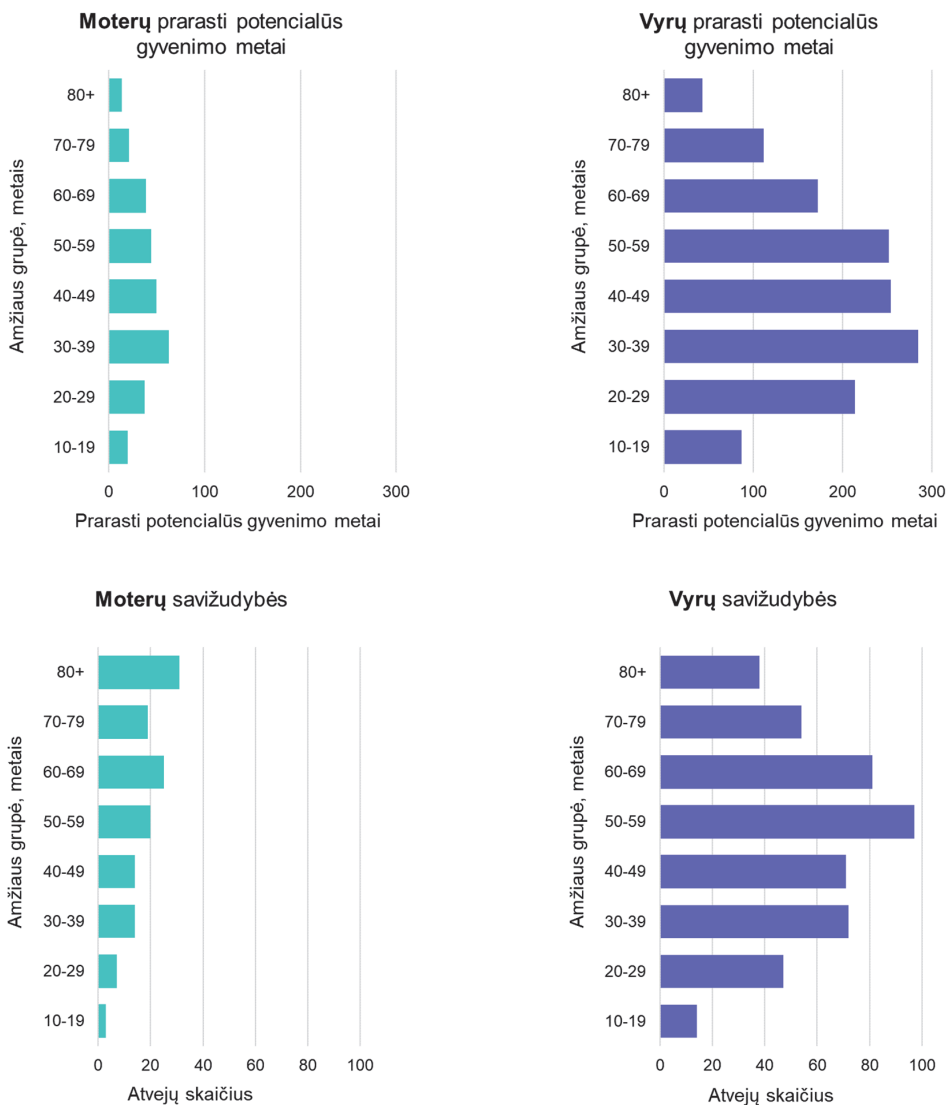 Moterų prarasti potencialūs
gyvenimo metai
Amžiaus grupė, metais
80+
70-79
60-69
50-59
40-49
30-39
20-29
10-19
0 100 200 300
Prarasti potencialūs gyvenimo metai
Vyrų prarasti potencialūs
gyvenimo metai
Amžiaus grupė, metais
80+
70-79
60-69
50-59
40-49
30-39
20-29
10-19
0 100 200 300
Prarasti potencialūs gyvenimo metai
Moterų savižudybės
Amžiaus grupė, metais
80+
70-79
60-69
50-59
40-49
30-39
20-29
10-19
0 20 40 60 80 100
Atvejų skaičius
Vyrų savižudybės
Amžiaus grupė, metais
80+
70-79
60-69
50-59
40-49
30-39
20-29
10-19
0 20 40 60 80 100
Atvejų skaičius